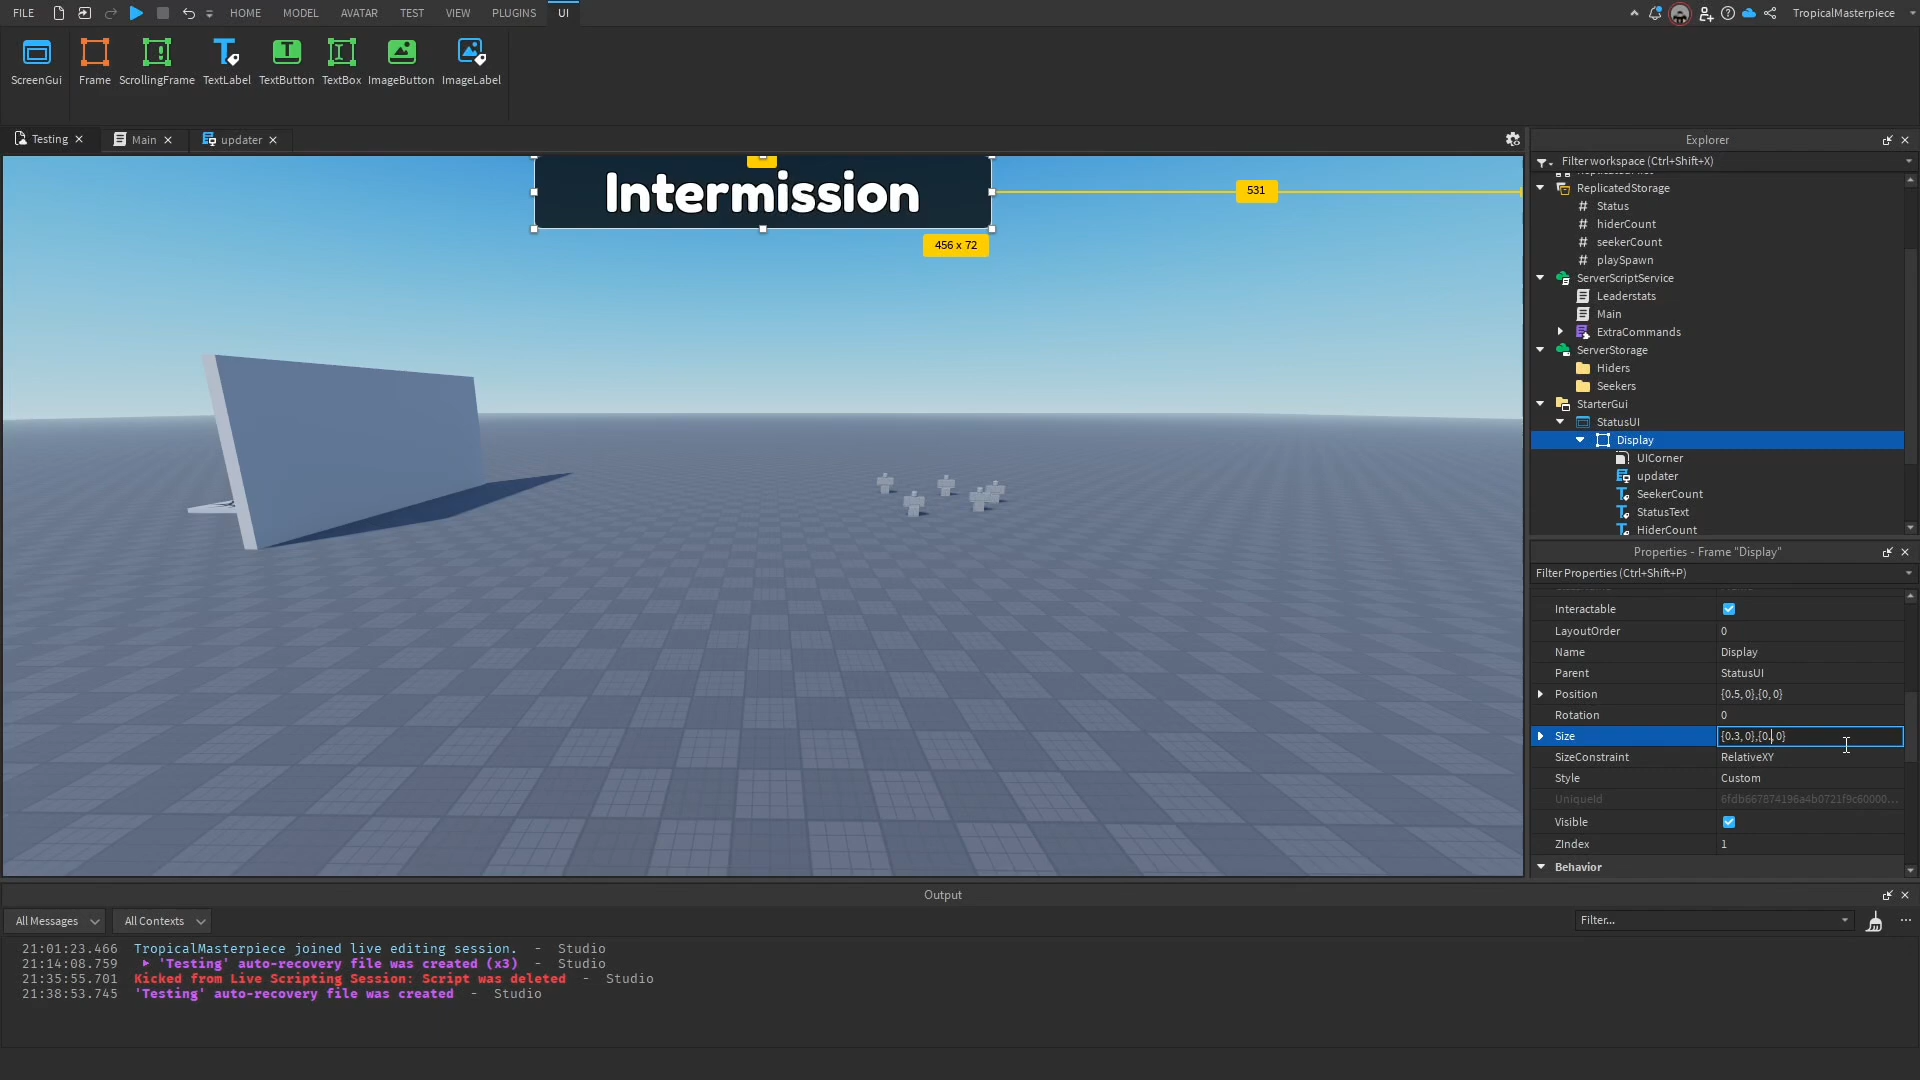 FILE HOME MODEL AVATAR TEST VIEW PLUGINS UI TropicalMasterpiece
ScreenGui Frame ScrollingFrame TextLabel TextButton TextBox ImageButton ImageLabel
Testing Main updater
Intermission
531
456 x 72
Explorer
Filter workspace (Ctrl+Shift+X)
ReplicatedStorage
Status
hiderCount
seekerCount
playSpawn
ServerScriptService
Leaderstats
Main
ExtraCommands
ServerStorage
Hiders
Seekers
StarterGui
StatusUI
Display
UICorner
updater
SeekerCount
StatusText
HiderCount
Properties - Frame "Display"
Filter Properties (Ctrl+Shift+P)
Interactable
LayoutOrder 0
Name Display
Parent StatusUI
Position {0.5, 0},{0, 0}
Rotation 0
Size {0.3, 0},{0., 0}
SizeConstraint RelativeXY
Style Custom
UniqueId 6fdb667874196a4b0721f9c60000...
Visible
ZIndex 1
Behavior
Output
All Messages All Contexts Filter...
21:01:23.466 TropicalMasterpiece joined live editing session. - Studio
21:14:08.759 'Testing' auto-recovery file was created (x3) - Studio
21:35:55.701 Kicked from Live Scripting Session: Script was deleted - Studio
21:38:53.745 'Testing' auto-recovery file was created - Studio